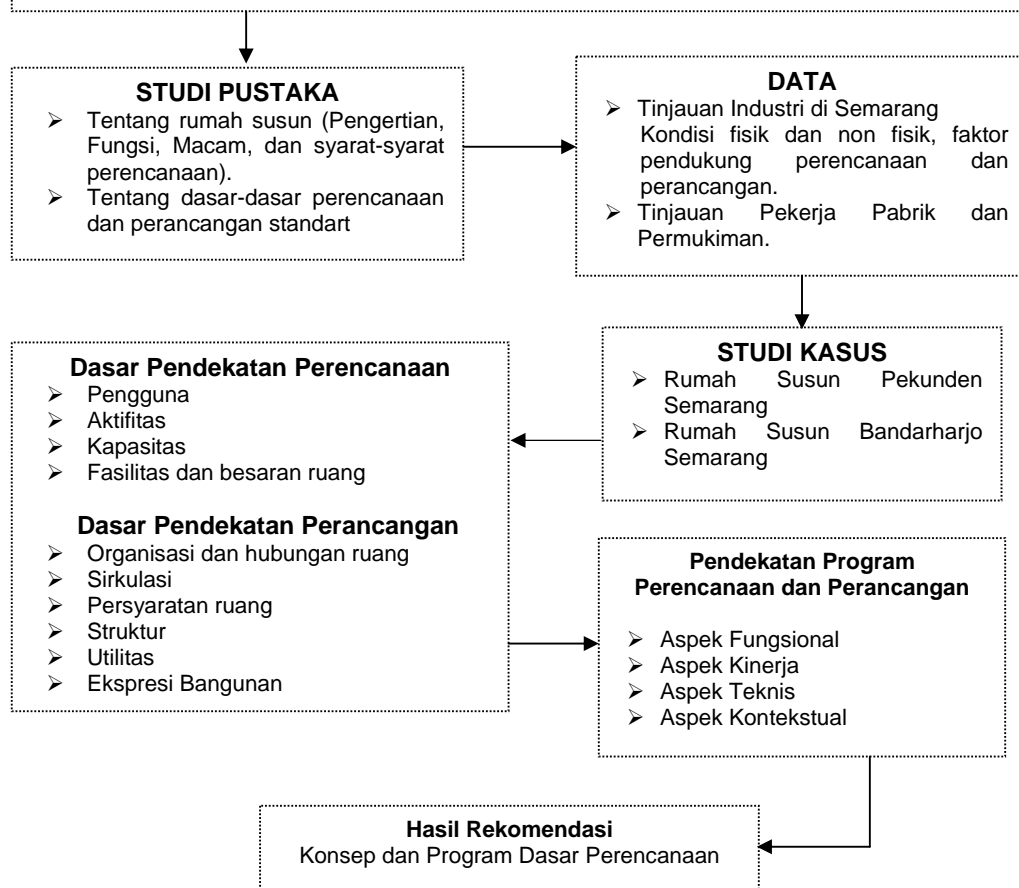 STUDI PUSTAKA
➢ Tentang rumah susun (Pengertian,
Fungsi, Macam, dan syarat-syarat
perencanaan).
➢ Tentang dasar-dasar perencanaan
dan perancangan standart
DATA
➢ Tinjauan Industri di Semarang
Kondisi fisik dan non fisik, faktor
pendukung perencanaan dan
perancangan.
➢ Tinjauan Pekerja Pabrik dan
Permukiman.
STUDI KASUS
➢ Rumah Susun Pekunden
Semarang
➢ Rumah Susun Bandarharjo
Semarang
Dasar Pendekatan Perencanaan
➢ Pengguna
➢ Aktifitas
➢ Kapasitas
➢ Fasilitas dan besaran ruang
Dasar Pendekatan Perancangan
➢ Organisasi dan hubungan ruang
➢ Sirkulasi
➢ Persyaratan ruang
➢ Struktur
➢ Utilitas
➢ Ekspresi Bangunan
Pendekatan Program
Perencanaan dan Perancangan
➢ Aspek Fungsional
➢ Aspek Kinerja
➢ Aspek Teknis
➢ Aspek Kontekstual
Hasil Rekomendasi
Konsep dan Program Dasar Perencanaan